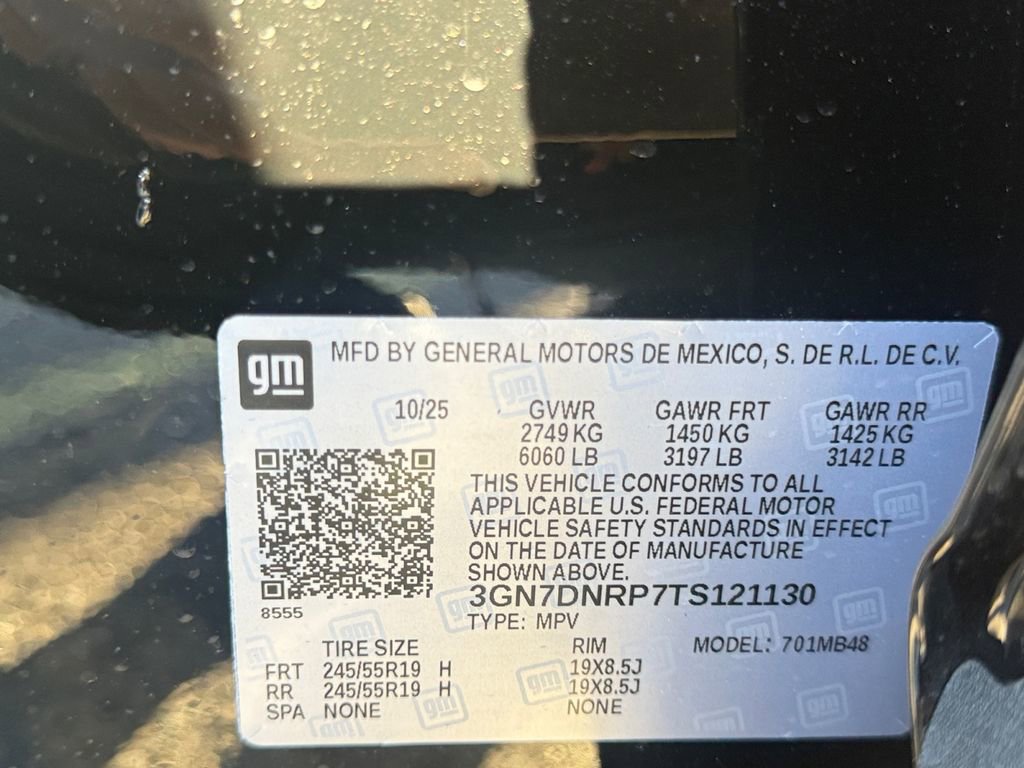 gm MFD BY GENERAL MOTORS DE MEXICO, S. DE R.L. DE C.V.
10/25 GVWR GAWR FRT GAWR RR
2749 KG 1450 KG 1425 KG
6060 LB 3197 LB 3142 LB
THIS VEHICLE CONFORMS TO ALL
APPLICABLE U.S. FEDERAL MOTOR
VEHICLE SAFETY STANDARDS IN EFFECT
ON THE DATE OF MANUFACTURE
SHOWN ABOVE.
3GN7DNRP7TS121130
8555
TYPE: MPV
TIRE SIZE RIM MODEL: 701MB48
FRT 245/55R19 H 19X8.5J
RR 245/55R19 H 19X8.5J
SPA NONE NONE